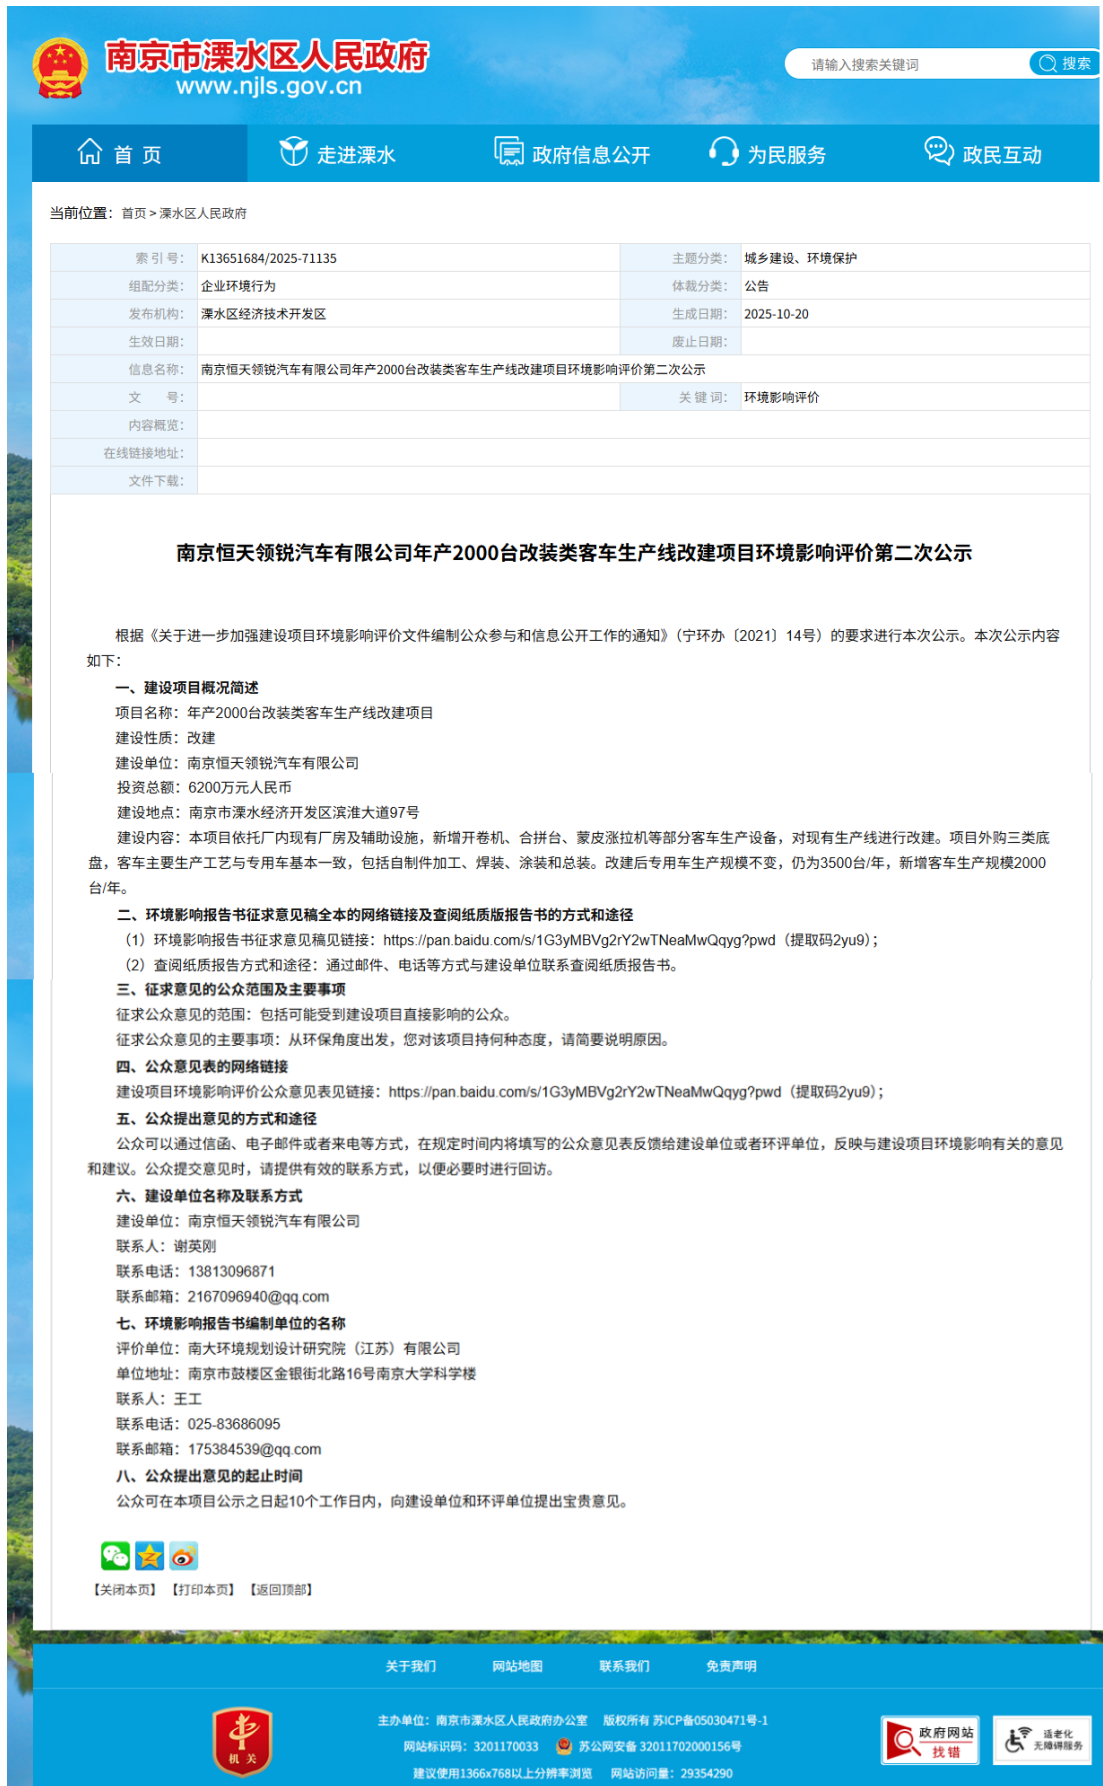 南京市溧水区人民政府
www.njls.gov.cn
请输入搜索关键词
搜索
首 页
走进溧水
政府信息公开
为民服务
政民互动
当前位置：首页 > 溧水区人民政府
索 引 号： K13651684/2025-71135 主题分类： 城乡建设、环境保护
组配分类： 企业环境行为 体裁分类： 公告
发布机构： 溧水区经济技术开发区 生成日期： 2025-10-20
生效日期： 废止日期：
信息名称： 南京恒天领锐汽车有限公司年产2000台改装类客车生产线改建项目环境影响评价第二次公示
文 号： 关 键 词： 环境影响评价
内容概览：
在线链接地址：
文件下载：
南京恒天领锐汽车有限公司年产2000台改装类客车生产线改建项目环境影响评价第二次公示
根据《关于进一步加强建设项目环境影响评价文件编制公众参与和信息公开工作的通知》（宁环办〔2021〕14号）的要求进行本次公示。本次公示内容
如下：
一、建设项目概况简述
项目名称：年产2000台改装类客车生产线改建项目
建设性质：改建
建设单位：南京恒天领锐汽车有限公司
投资总额：6200万元人民币
建设地点：南京市溧水经济开发区滨淮大道97号
建设内容：本项目依托厂内现有厂房及辅助设施，新增开卷机、合拼台、蒙皮涨拉机等部分客车生产设备，对现有生产线进行改建。项目外购三类底
盘，客车主要生产工艺与专用车基本一致，包括自制件加工、焊装、涂装和总装。改建后专用车生产规模不变，仍为3500台/年，新增客车生产规模2000
台/年。
二、环境影响报告书征求意见稿全本的网络链接及查阅纸质版报告书的方式和途径
（1）环境影响报告书征求意见稿见链接：https://pan.baidu.com/s/1G3yMBVg2rY2wTNeaMwQqyg?pwd（提取码2yu9）；
（2）查阅纸质报告方式和途径：通过邮件、电话等方式与建设单位联系查阅纸质报告书。
三、征求意见的公众范围及主要事项
征求公众意见的范围：包括可能受到建设项目直接影响的公众。
征求公众意见的主要事项：从环保角度出发，您对该项目持何种态度，请简要说明原因。
四、公众意见表的网络链接
建设项目环境影响评价公众意见表见链接：https://pan.baidu.com/s/1G3yMBVg2rY2wTNeaMwQqyg?pwd（提取码2yu9）；
五、公众提出意见的方式和途径
公众可以通过信函、电子邮件或者来电等方式，在规定时间内将填写的公众意见表反馈给建设单位或者环评单位，反映与建设项目环境影响有关的意见
和建议。公众提交意见时，请提供有效的联系方式，以便必要时进行回访。
六、建设单位名称及联系方式
建设单位：南京恒天领锐汽车有限公司
联系人：谢英刚
联系电话：13813096871
联系邮箱：2167096940@qq.com
七、环境影响报告书编制单位的名称
评价单位：南大环境规划设计研究院（江苏）有限公司
单位地址：南京市鼓楼区金银街北路16号南京大学科学楼
联系人：王工
联系电话：025-83686095
联系邮箱：175384539@qq.com
八、公众提出意见的起止时间
公众可在本项目公示之日起10个工作日内，向建设单位和环评单位提出宝贵意见。
【关闭本页】 【打印本页】 【返回顶部】
关于我们 网站地图 联系我们 免责声明
主办单位：南京市溧水区人民政府办公室 版权所有 苏ICP备05030471号-1
网站标识码：3201170033 苏公网安备 32011702000156号
建议使用1366x768以上分辨率浏览 网站访问量：29354290
机 关
政府网站
找错
适老化
无障碍服务